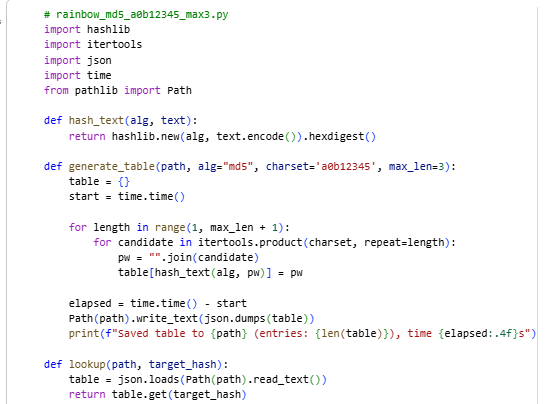 # rainbow_md5_a0b12345_max3.py
import hashlib
import itertools
import json
import time
from pathlib import Path

def hash_text(alg, text):
    return hashlib.new(alg, text.encode()).hexdigest()

def generate_table(path, alg="md5", charset='a0b12345', max_len=3):
    table = {}
    start = time.time()

    for length in range(1, max_len + 1):
        for candidate in itertools.product(charset, repeat=length):
            pw = "".join(candidate)
            table[hash_text(alg, pw)] = pw

    elapsed = time.time() - start
    Path(path).write_text(json.dumps(table))
    print(f"Saved table to {path} (entries: {len(table)}), time {elapsed:.4f}s")

def lookup(path, target_hash):
    table = json.loads(Path(path).read_text())
    return table.get(target_hash)